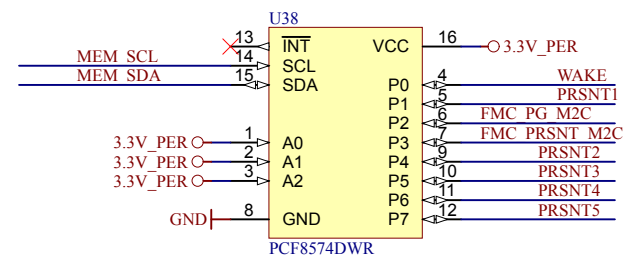 U38
13 INT VCC 16 3.3V_PER
MEM_SCL 14 SCL
MEM_SDA 15 SDA P0 4 WAKE
P1 5 PRSNT1
P2 6 FMC_PG_M2C
3.3V_PER 1 A0 P3 7 FMC_PRSNT_M2C
3.3V_PER 2 A1 P4 9 PRSNT2
3.3V_PER 3 A2 P5 10 PRSNT3
P6 11 PRSNT4
GND 8 GND P7 12 PRSNT5
PCF8574DWR